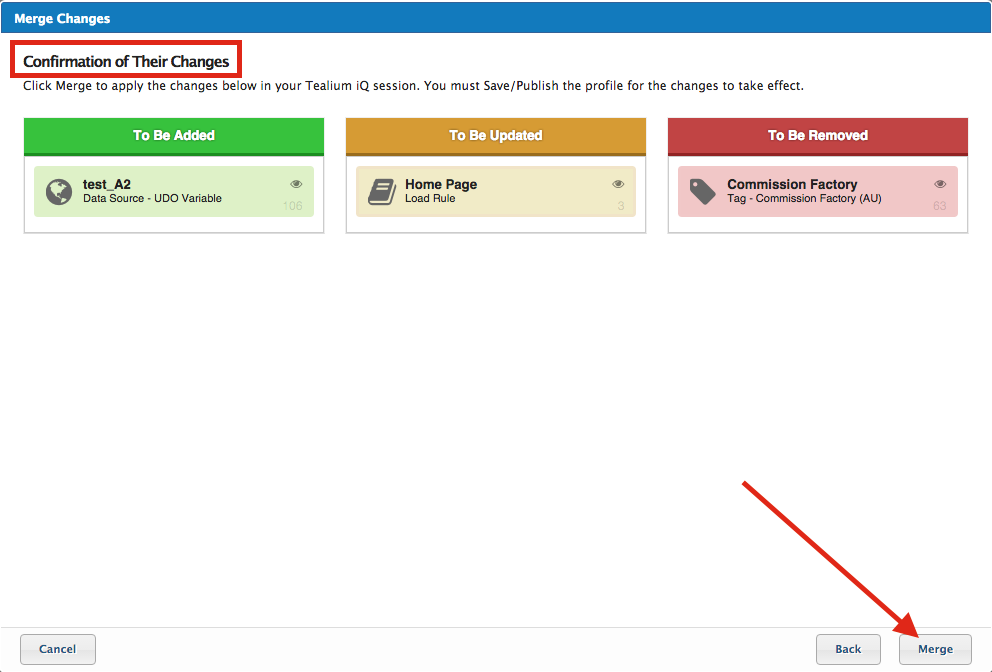 Merge Changes
Confirmation of Their Changes
Click Merge to apply the changes below in your Tealium iQ session. You must Save/Publish the profile for the changes to take effect.
To Be Added
test_A2
Data Source - UDO Variable
106
To Be Updated
Home Page
Load Rule
3
To Be Removed
Commission Factory
Tag - Commission Factory (AU)
63
Cancel
Back
Merge